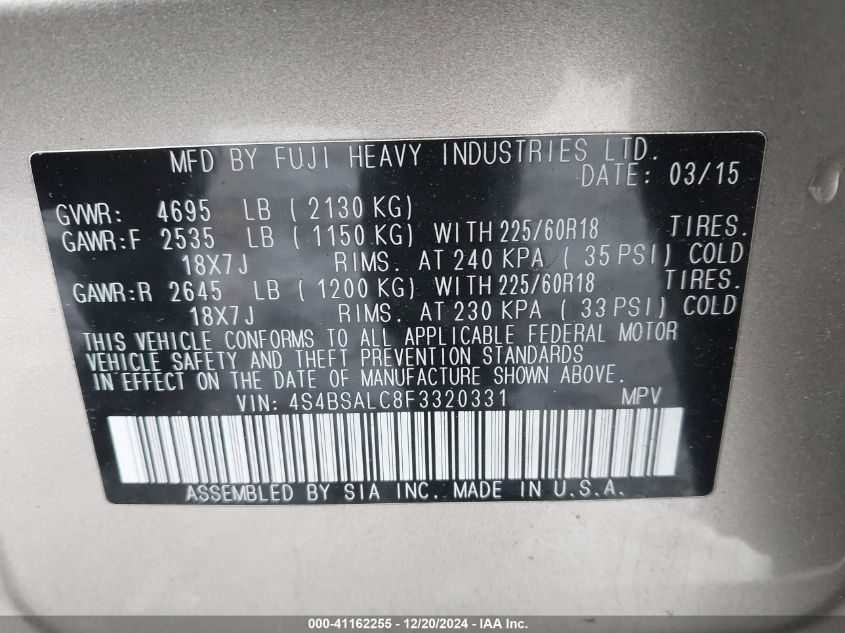 MFD BY FUJI HEAVY INDUSTRIES LTD.
DATE: 03/15
GVWR: 4695 LB ( 2130 KG)
GAWR:F 2535 LB ( 1150 KG) WITH 225/60R18 TIRES.
18X7J RIMS. AT 240 KPA ( 35 PSI) COLD
GAWR:R 2645 LB ( 1200 KG) WITH 225/60R18 TIRES.
18X7J RIMS. AT 230 KPA ( 33 PSI) COLD
THIS VEHICLE CONFORMS TO ALL APPLICABLE FEDERAL MOTOR
VEHICLE SAFETY AND THEFT PREVENTION STANDARDS
IN EFFECT ON THE DATE OF MANUFACTURE SHOWN ABOVE.
VIN: 4S4BSALC8F3320331 MPV
ASSEMBLED BY SIA INC. MADE IN U.S.A.
000-41162255 - 12/20/2024 - IAA Inc.